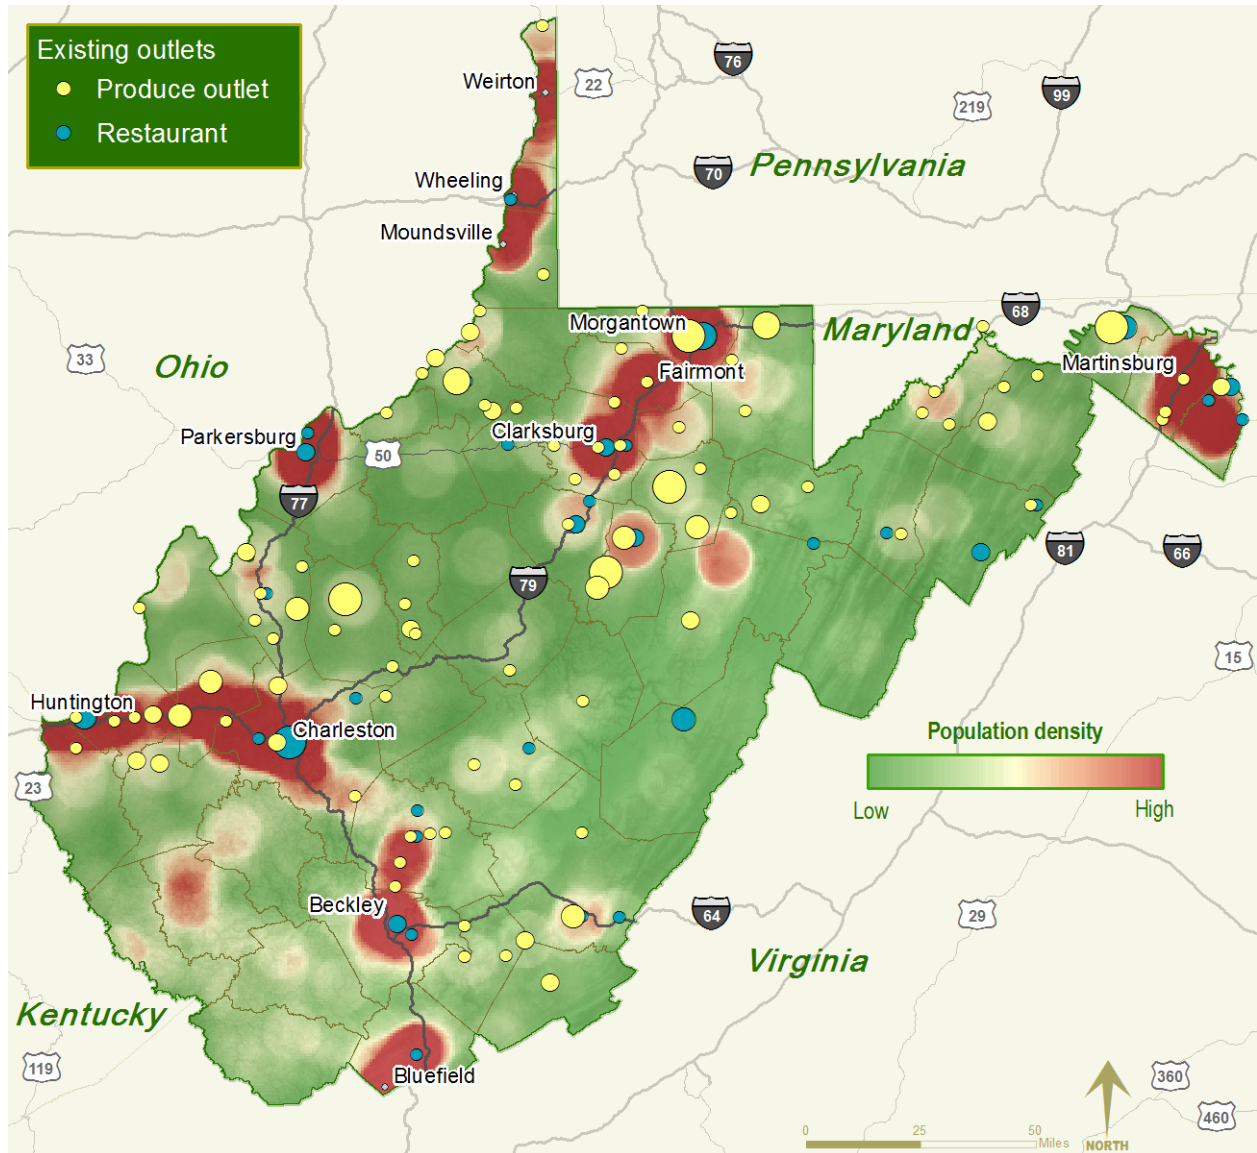 Existing outlets
Produce outlet
Restaurant
76
Weirton
22
99
219
Pennsylvania
70
Wheeling
Moundsville
68
Morgantown
Maryland
33
Ohio
Fairmont
Martinsburg
Clarksburg
Parkersburg
50
77
81
66
79
15
Huntington
Charleston
Population density
23
Low
High
Beckley
64
29
Virginia
Kentucky
119
Bluefield
360
460
0
25
50
Miles
NORTH